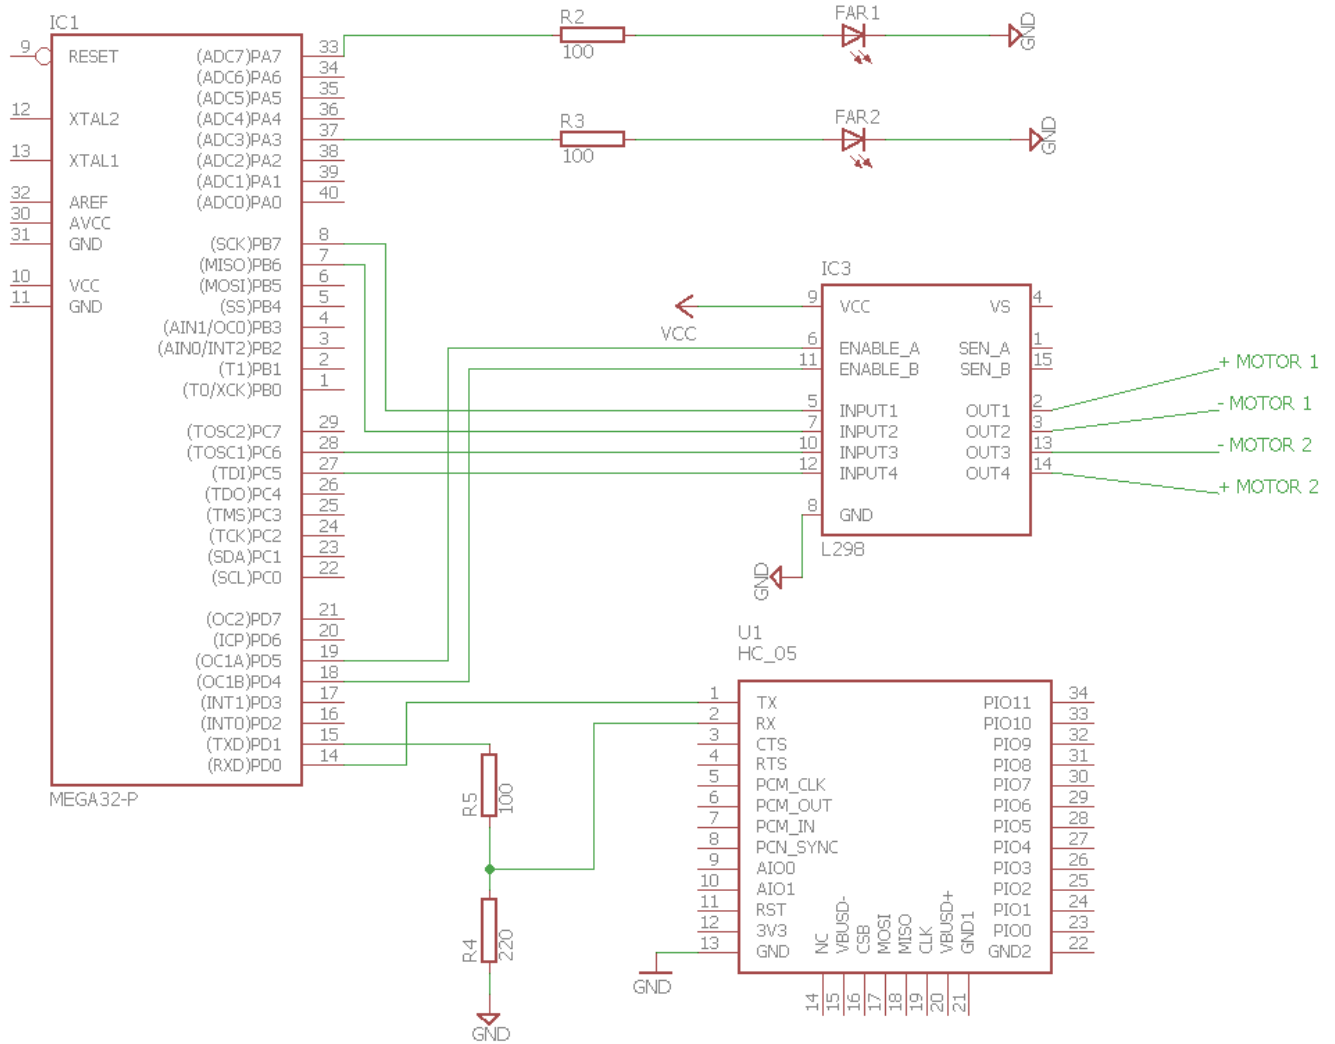 IC1
9 RESET
12 XTAL2
13 XTAL1
32 AREF
30 AVCC
31 GND
10 VCC
11 GND
(ADC7)PA7 33
(ADC6)PA6 34
(ADC5)PA5 35
(ADC4)PA4 36
(ADC3)PA3 37
(ADC2)PA2 38
(ADC1)PA1 39
(ADC0)PA0 40
(SCK)PB7 8
(MISO)PB6 7
(MOSI)PB5 6
(SS)PB4 5
(AIN1/OC0)PB3 4
(AIN0/INT2)PB2 3
(T1)PB1 2
(T0/XCK)PB0 1
(TOSC2)PC7 29
(TOSC1)PC6 28
(TDI)PC5 27
(TDO)PC4 26
(TMS)PC3 25
(TCK)PC2 24
(SDA)PC1 23
(SCL)PC0 22
(OC2)PD7 21
(ICP)PD6 20
(OC1A)PD5 19
(OC1B)PD4 18
(INT1)PD3 17
(INT0)PD2 16
(TXD)PD1 15
(RXD)PD0 14
MEGA32-P
R2
100
FAR1
GND
R3
100
FAR2
GND
IC3
VCC
9 VCC
6 ENABLE_A
11 ENABLE_B
5 INPUT1
7 INPUT2
10 INPUT3
12 INPUT4
8 GND
VS 4
SEN_A 1
SEN_B 15
OUT1 2
OUT2 3
OUT3 13
OUT4 14
L298
GND
+ MOTOR 1
- MOTOR 1
- MOTOR 2
+ MOTOR 2
R5
100
R4
220
GND
U1
HC_05
1 TX
2 RX
3 CTS
4 RTS
5 PCM_CLK
6 PCM_OUT
7 PCM_IN
8 PCN_SYNC
9 AIO0
10 AIO1
11 RST
12 3V3
13 GND
GND
14 NC
15 VBUSD-
16 CSB
17 MOSI
18 MISO
19 CLK
20 VBUSD+
21 GND1
PIO11 34
PIO10 33
PIO9 32
PIO8 31
PIO7 30
PIO6 29
PIO5 28
PIO4 27
PIO3 26
PIO2 25
PIO1 24
PIO0 23
GND2 22